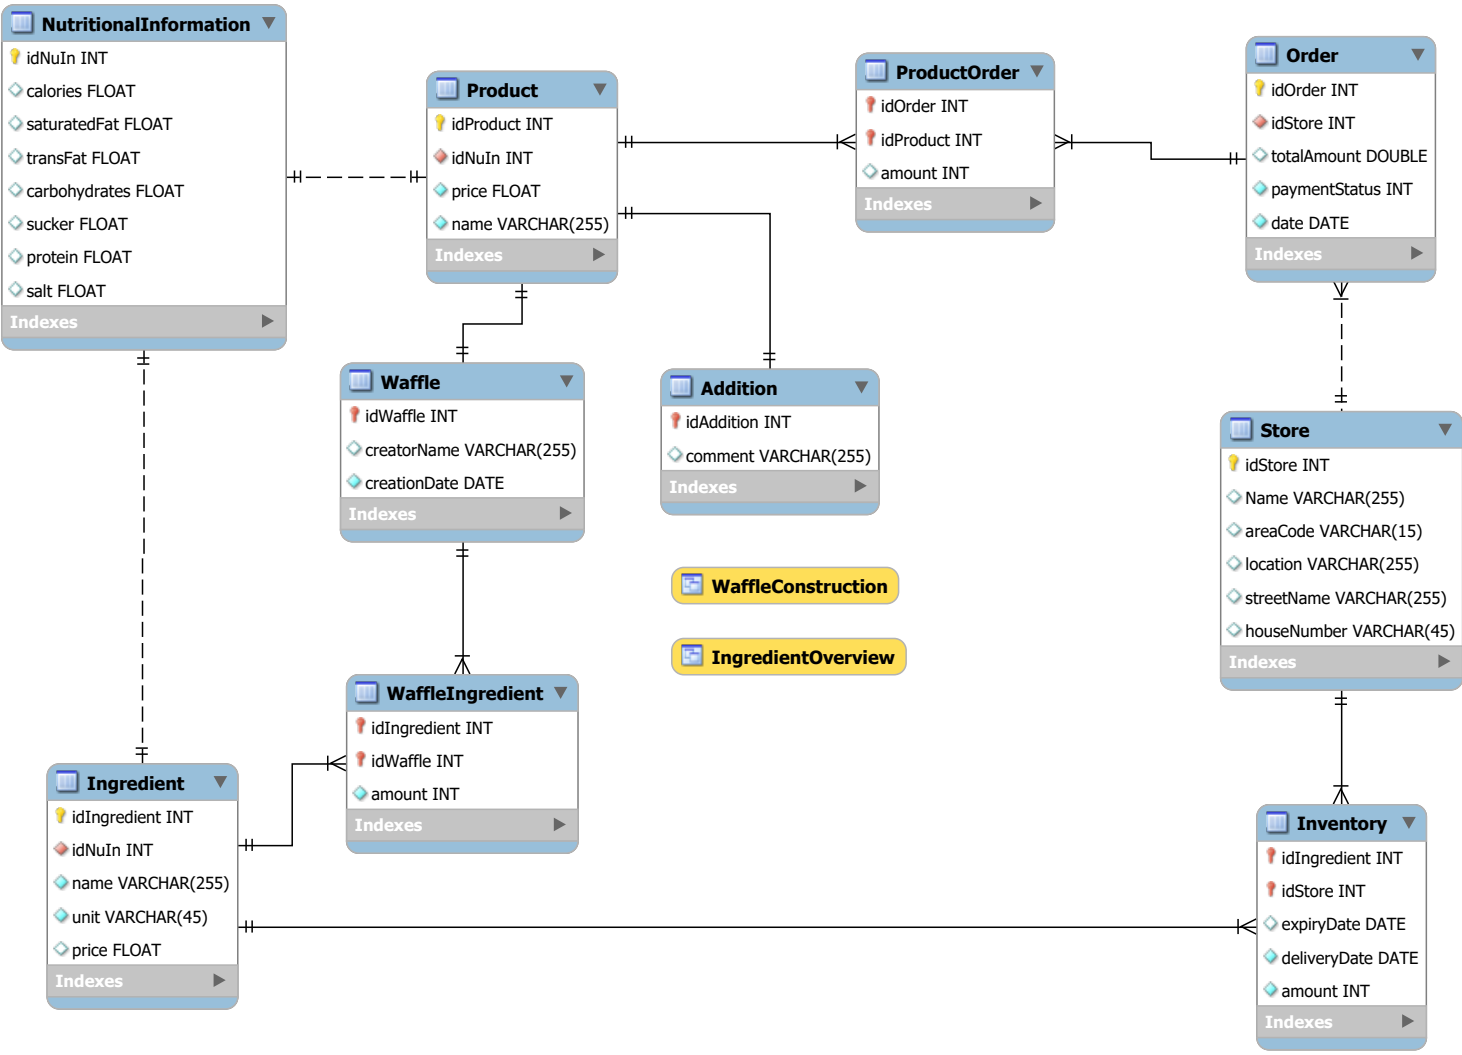 NutritionalInformation
idNuIn INT
calories FLOAT
saturatedFat FLOAT
transFat FLOAT
carbohydrates FLOAT
sucker FLOAT
protein FLOAT
salt FLOAT
Indexes
Product
idProduct INT
idNuIn INT
price FLOAT
name VARCHAR(255)
Indexes
ProductOrder
idOrder INT
idProduct INT
amount INT
Indexes
Order
idOrder INT
idStore INT
totalAmount DOUBLE
paymentStatus INT
date DATE
Indexes
Waffle
idWaffle INT
creatorName VARCHAR(255)
creationDate DATE
Indexes
Addition
idAddition INT
comment VARCHAR(255)
Indexes
Store
idStore INT
Name VARCHAR(255)
areaCode VARCHAR(15)
location VARCHAR(255)
streetName VARCHAR(255)
houseNumber VARCHAR(45)
Indexes
WaffleConstruction
IngredientOverview
WaffleIngredient
idIngredient INT
idWaffle INT
amount INT
Indexes
Ingredient
idIngredient INT
idNuIn INT
name VARCHAR(255)
unit VARCHAR(45)
price FLOAT
Indexes
Inventory
idIngredient INT
idStore INT
expiryDate DATE
deliveryDate DATE
amount INT
Indexes